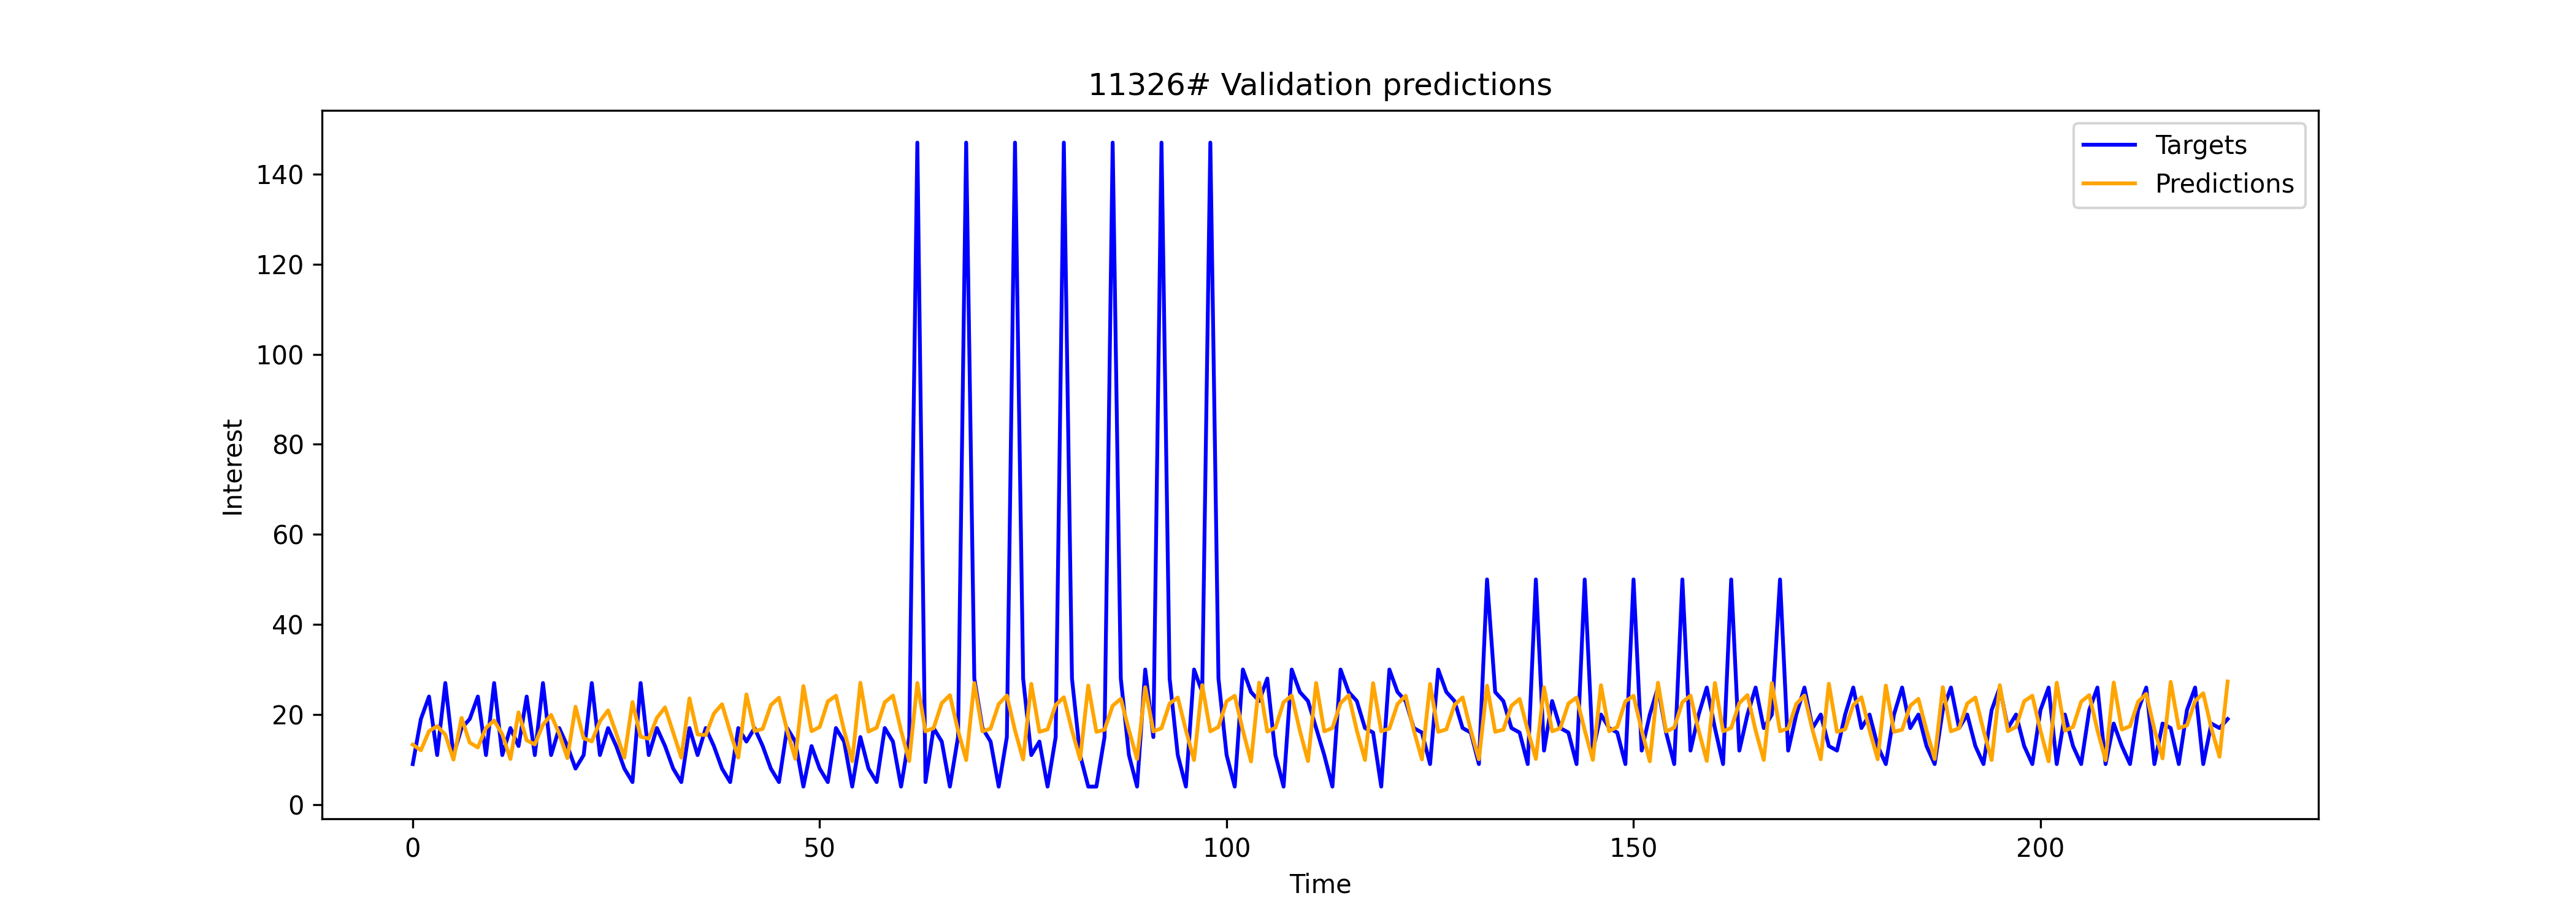 11326# Validation predictions
Targets
Predictions
Interest
140
120
100
80
60
40
20
0
0 50 100 150 200
Time